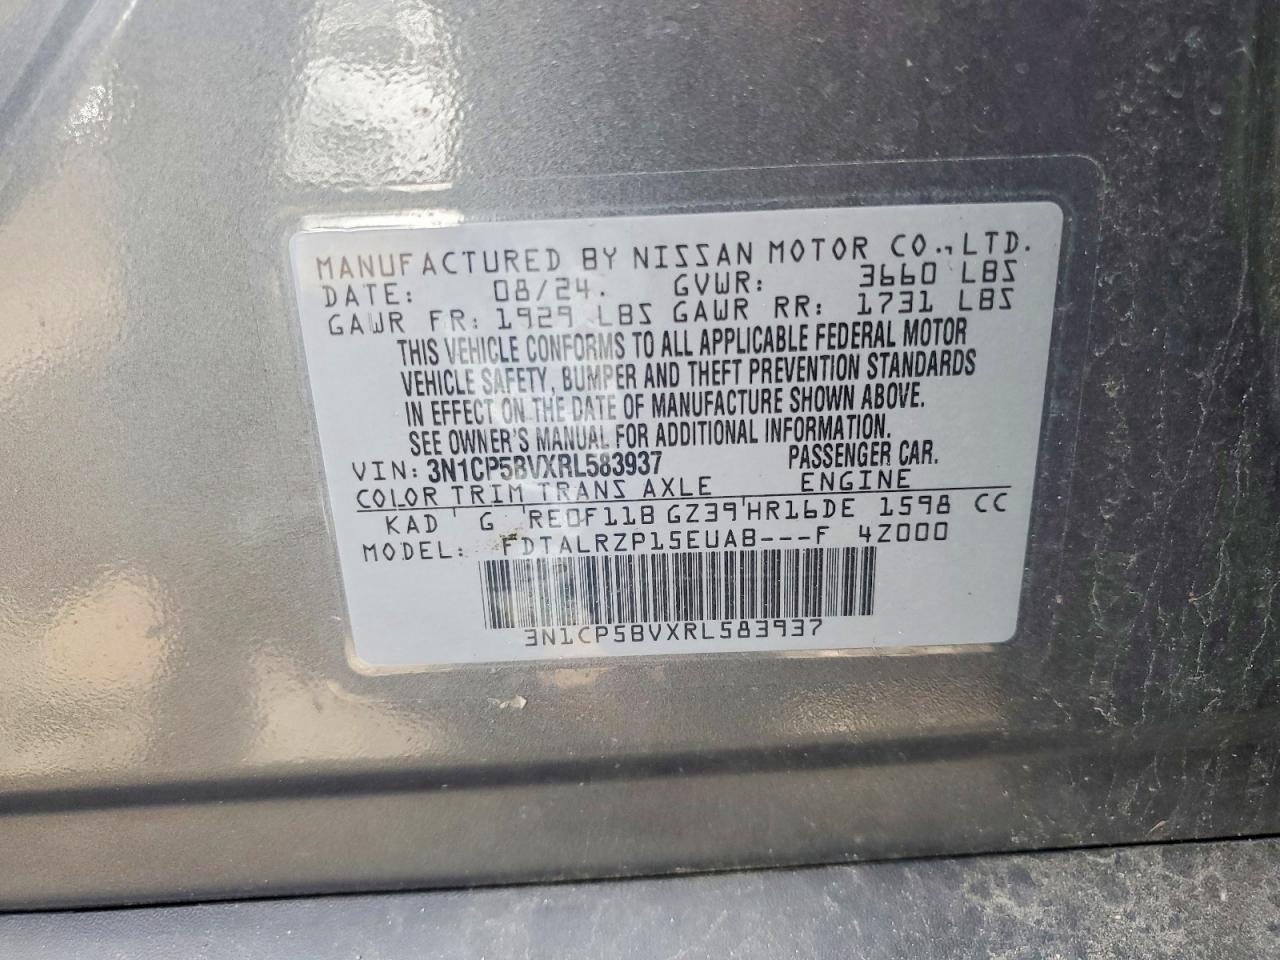 MANUFACTURED BY NISSAN MOTOR CO., LTD.
DATE: 08/24. GVWR: 3660 LBS
GAWR FR: 1929 LBS GAWR RR: 1731 LBS
THIS VEHICLE CONFORMS TO ALL APPLICABLE FEDERAL MOTOR
VEHICLE SAFETY, BUMPER AND THEFT PREVENTION STANDARDS
IN EFFECT ON THE DATE OF MANUFACTURE SHOWN ABOVE.
SEE OWNER'S MANUAL FOR ADDITIONAL INFORMATION.
VIN: 3N1CP5BVXRL583937 PASSENGER CAR.
COLOR TRIM TRANS AXLE ENGINE
KAD G RE0F11B GZ39 HR16DE 1598 CC
MODEL: FDTALRZP15EUAB---F 42000
3N1CP5BVXRL583937